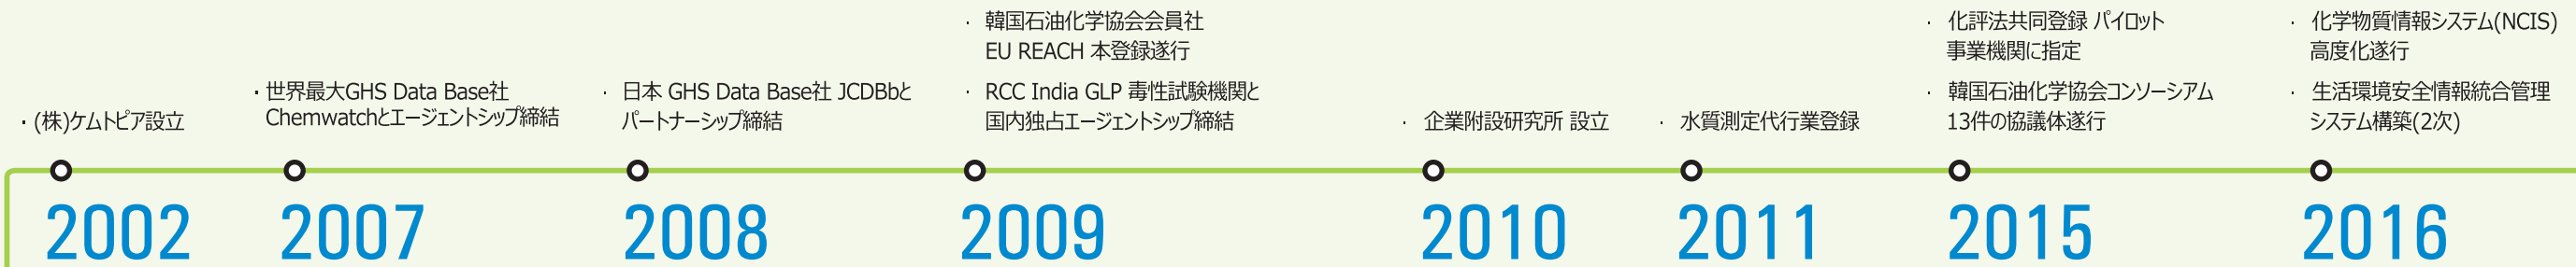 · (株)ケムトピア設立
2002
· 世界最大GHS Data Base社
Chemwatchとエージェントシップ締結
2007
· 日本 GHS Data Base社 JCDBbと
パートナーシップ締結
2008
· 韓国石油化学協会会員社
EU REACH 本登録遂行
· RCC India GLP 毒性試験機関と
国内独占エージェントシップ締結
2009
· 企業附設研究所 設立
2010
· 水質測定代行業登録
2011
· 化評法共同登録 パイロット
事業機関に指定
· 韓国石油化学協会コンソーシアム
13件の協議体遂行
2015
· 化学物質情報システム(NCIS)
高度化遂行
· 生活環境安全情報統合管理
システム構築(2次)
2016